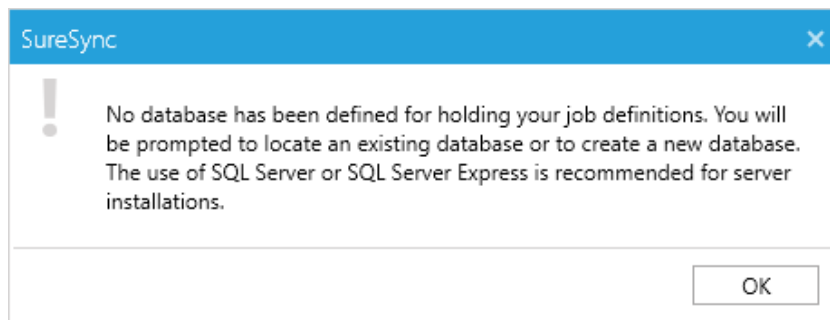 SureSync
No database has been defined for holding your job definitions. You will
be prompted to locate an existing database or to create a new database.
The use of SQL Server or SQL Server Express is recommended for server
installations.
OK